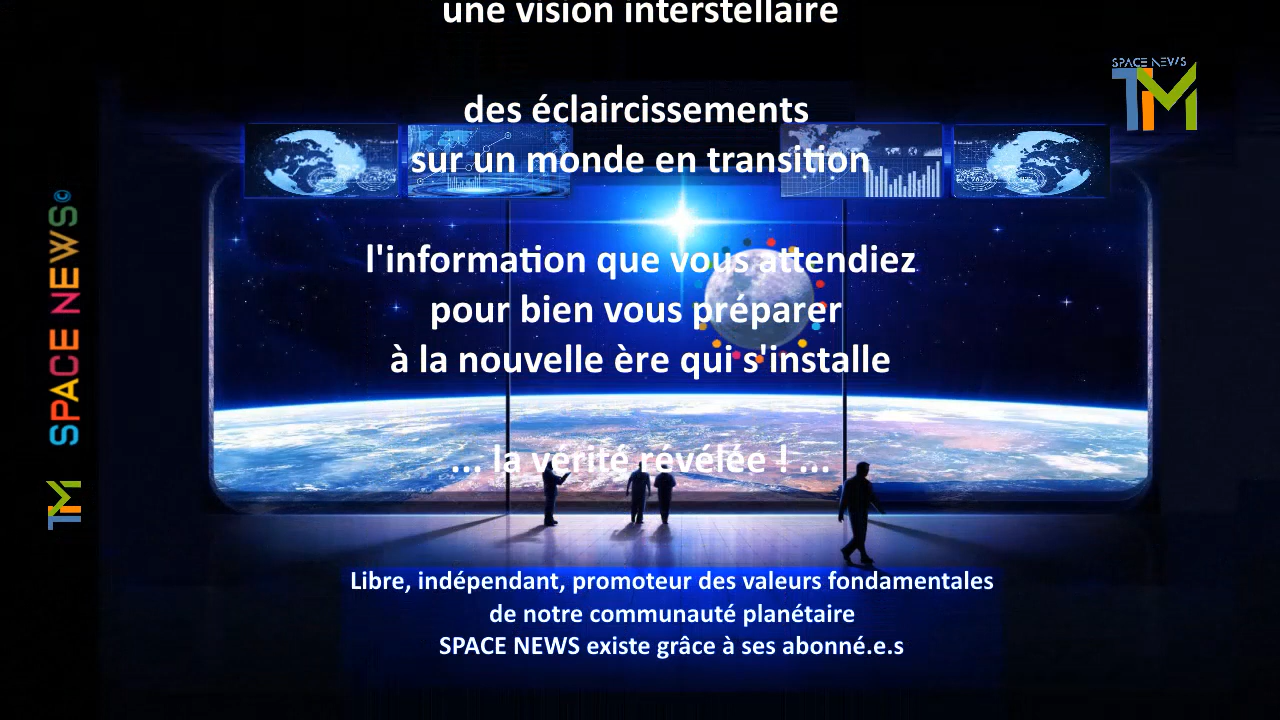 une vision interstellaire
SPACE NEWS
TM
des éclaircissements
sur un monde en transition
l'information que vous attendiez
pour bien vous préparer
à la nouvelle ère qui s'installe
... la vérité révélée ! ...
Libre, indépendant, promoteur des valeurs fondamentales
de notre communauté planétaire
SPACE NEWS existe grâce à ses abonné.e.s
TM SPACE NEWS©